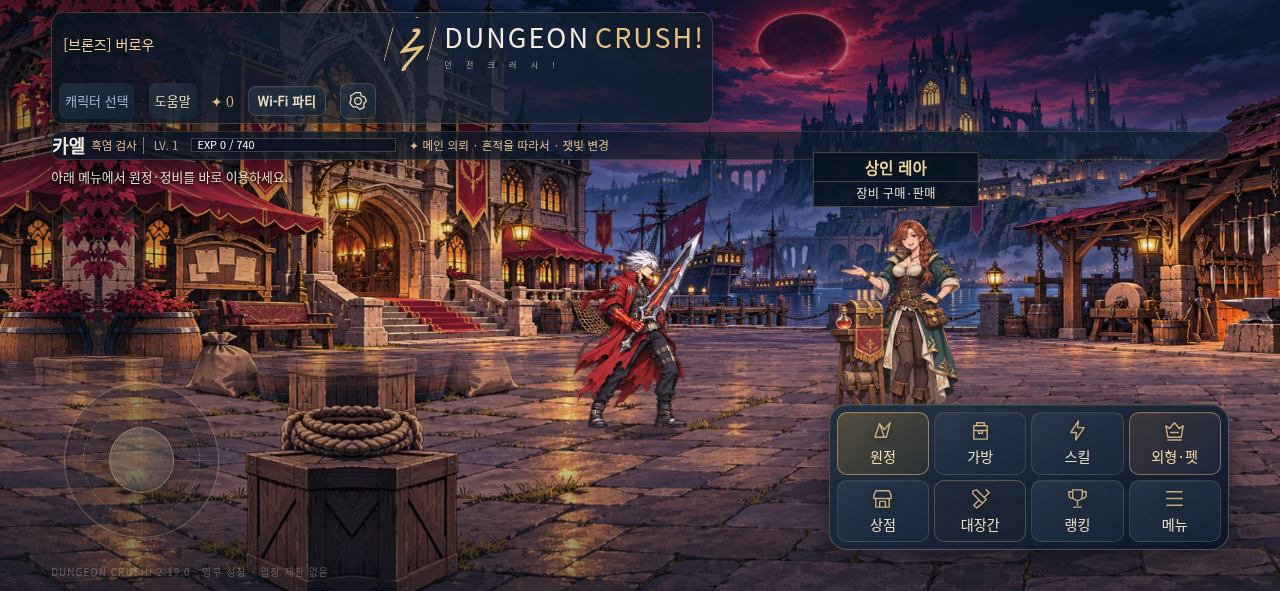 [브론즈] 버로우
DUNGEON CRUSH!
던전크러시!
캐릭터 선택
도움말
✦ 0
Wi-Fi 파티
카엘 흑염 검사 LV. 1 EXP 0 / 740 ✦ 메인 의뢰 · 흔적을 따라서 · 잿빛 변경
아래 메뉴에서 원정·정비를 바로 이용하세요.
상인 레아
장비 구매·판매
원정
가방
스킬
외형·펫
상점
대장간
랭킹
메뉴
DUNGEON CRUSH! 2.19.0 · 영구 성장 · 입장 제한 없음